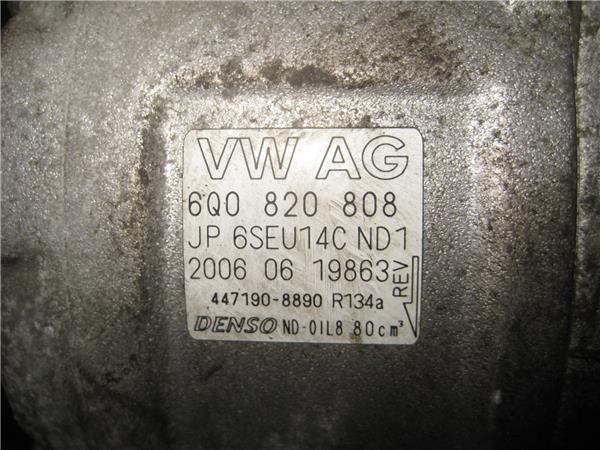 VW AG
6Q0 820 808
JP 6SEU14C ND1
2006 06 19863
REV
447190-8890 R134a
DENSO ND-OIL8 80cm³